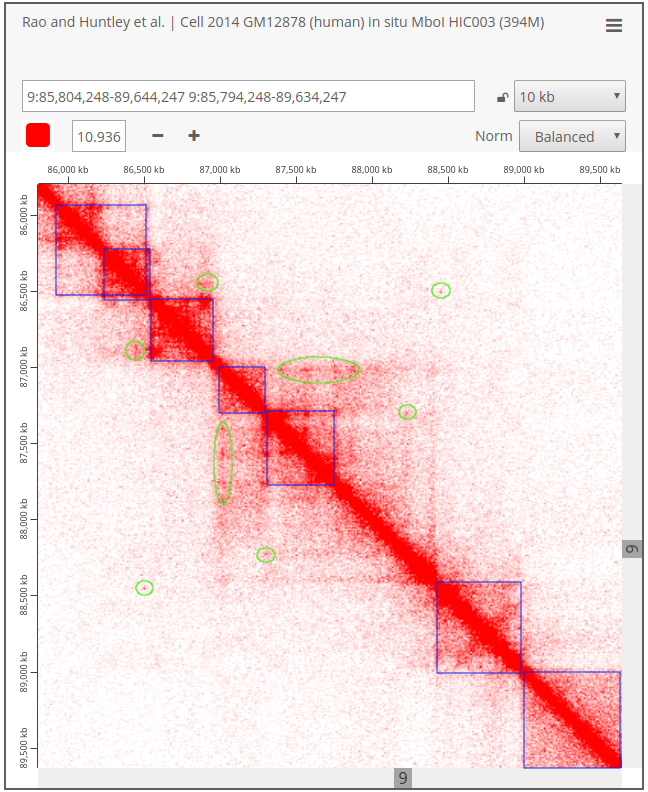 Rao and Huntley et al. | Cell 2014 GM12878 (human) in situ MboI HIC003 (394M)
9:85,804,248-89,644,247 9:85,794,248-89,634,247
10 kb
10.936
Norm
Balanced
86,000 kb 86,500 kb 87,000 kb 87,500 kb 88,000 kb 88,500 kb 89,000 kb 89,500 kb
86,000 kb
86,500 kb
87,000 kb
87,500 kb
88,000 kb
88,500 kb
89,000 kb
89,500 kb
9
9